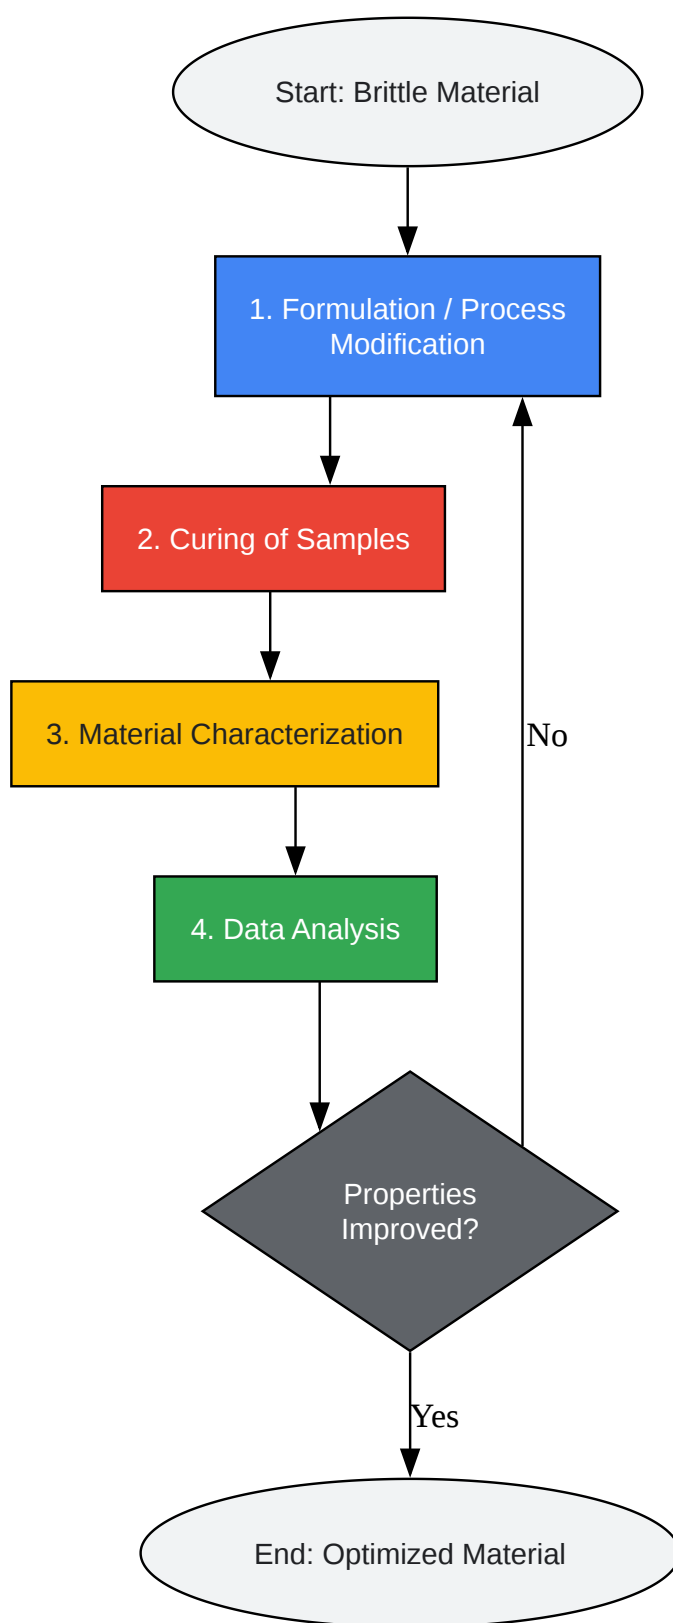 Start: Brittle Material
1. Formulation / Process
Modification
2. Curing of Samples
3. Material Characterization
No
4. Data Analysis
Properties
Improved?
Yes
End: Optimized Material